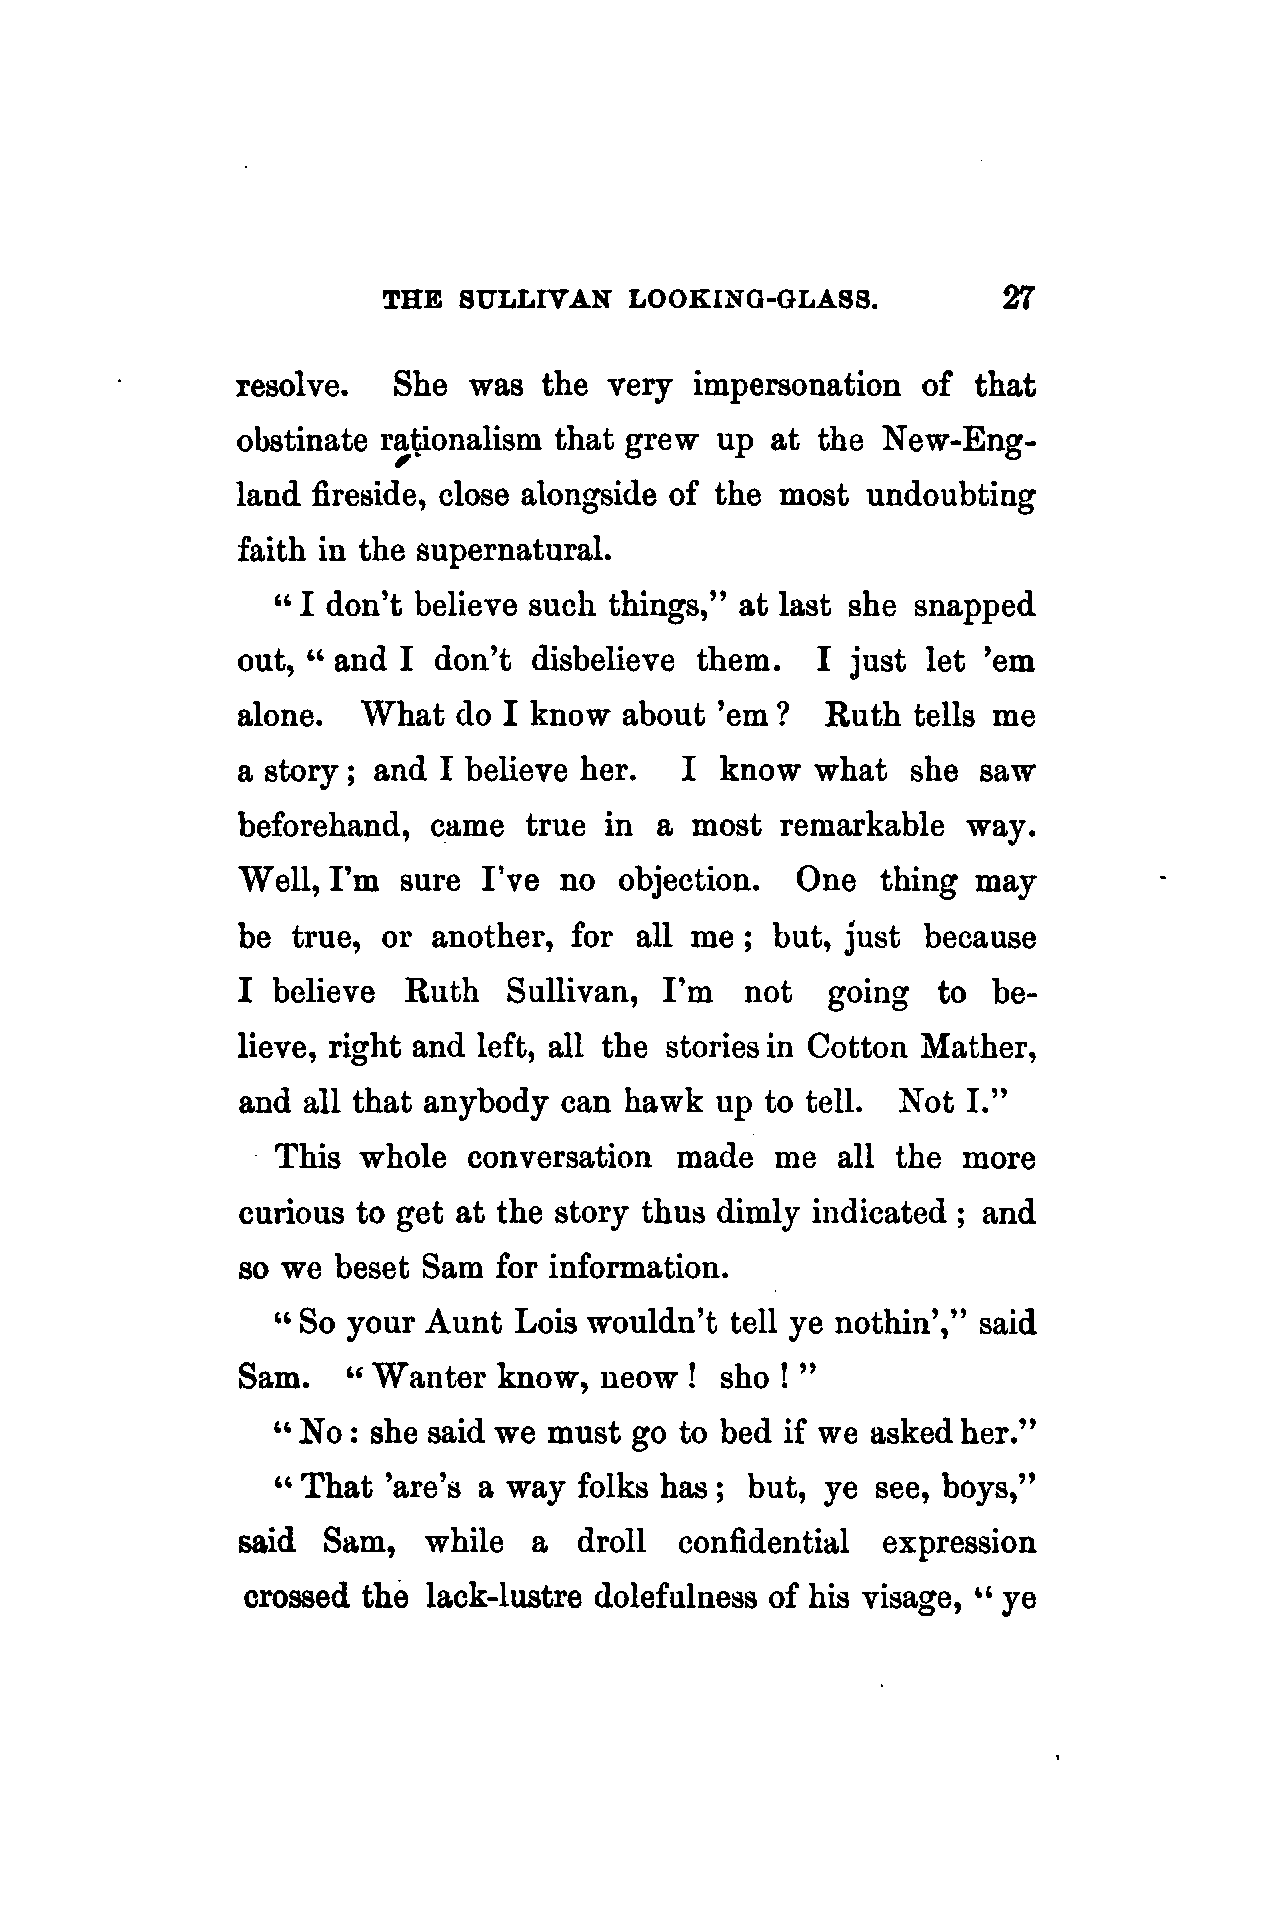 THE SULLIVAN LOOKING-GLASS. 27
resolve. She was the very impersonation of that
obstinate rationalism that grew up at the New-Eng-
land fireside, close alongside of the most undoubting
faith in the supernatural.
“ I don’t believe such things,” at last she snapped
out, “ and I don’t disbelieve them. I just let ’em
alone. What do I know about ’em ? Ruth tells me
a story ; and I believe her. I know what she saw
beforehand, came true in a most remarkable way.
Well, I’m sure I’ve no objection. One thing may
be true, or another, for all me ; but, just because
I believe Ruth Sullivan, I’m not going to be-
lieve, right and left, all the stories in Cotton Mather,
and all that anybody can hawk up to tell. Not I.”
This whole conversation made me all the more
curious to get at the story thus dimly indicated ; and
so we beset Sam for information.
“ So your Aunt Lois wouldn’t tell ye nothin’,” said
Sam. “ Wanter know, neow ! sho ! ”
“ No : she said we must go to bed if we asked her.”
“ That ’are’s a way folks has ; but, ye see, boys,”
said Sam, while a droll confidential expression
crossed the lack-lustre dolefulness of his visage, “ ye